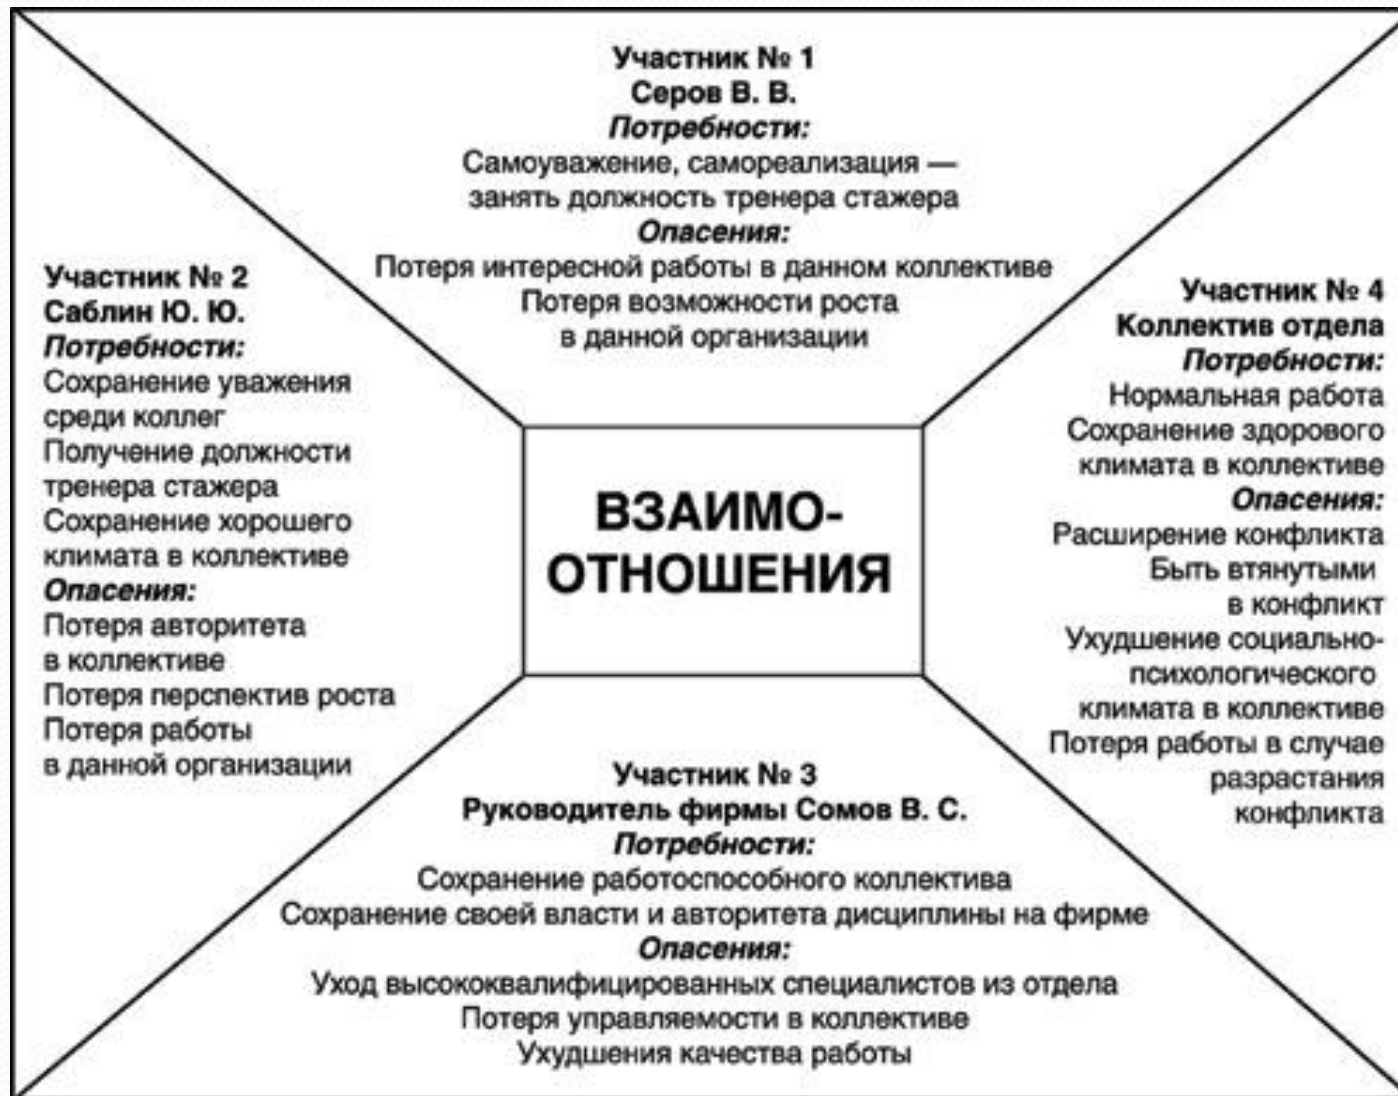 Участник № 1
Серов В. В.
Потребности:
Самоуважение, самореализация —
занять должность тренера стажера
Опасения:
Потеря интересной работы в данном коллективе
Потеря возможности роста
в данной организации
Участник № 2
Саблин Ю. Ю.
Потребности:
Сохранение уважения
среди коллег
Получение должности
тренера стажера
Сохранение хорошего
климата в коллективе
Опасения:
Потеря авторитета
в коллективе
Потеря перспектив роста
Потеря работы
в данной организации
ВЗАИМО-
ОТНОШЕНИЯ
Участник № 4
Коллектив отдела
Потребности:
Нормальная работа
Сохранение здорового
климата в коллективе
Опасения:
Расширение конфликта
Быть втянутыми
в конфликт
Ухудшение социально-
психологического
климата в коллективе
Потеря работы в случае
разрастания
конфликта
Участник № 3
Руководитель фирмы Сомов В. С.
Потребности:
Сохранение работоспособного коллектива
Сохранение своей власти и авторитета дисциплины на фирме
Опасения:
Уход высококвалифицированных специалистов из отдела
Потеря управляемости в коллективе
Ухудшения качества работы